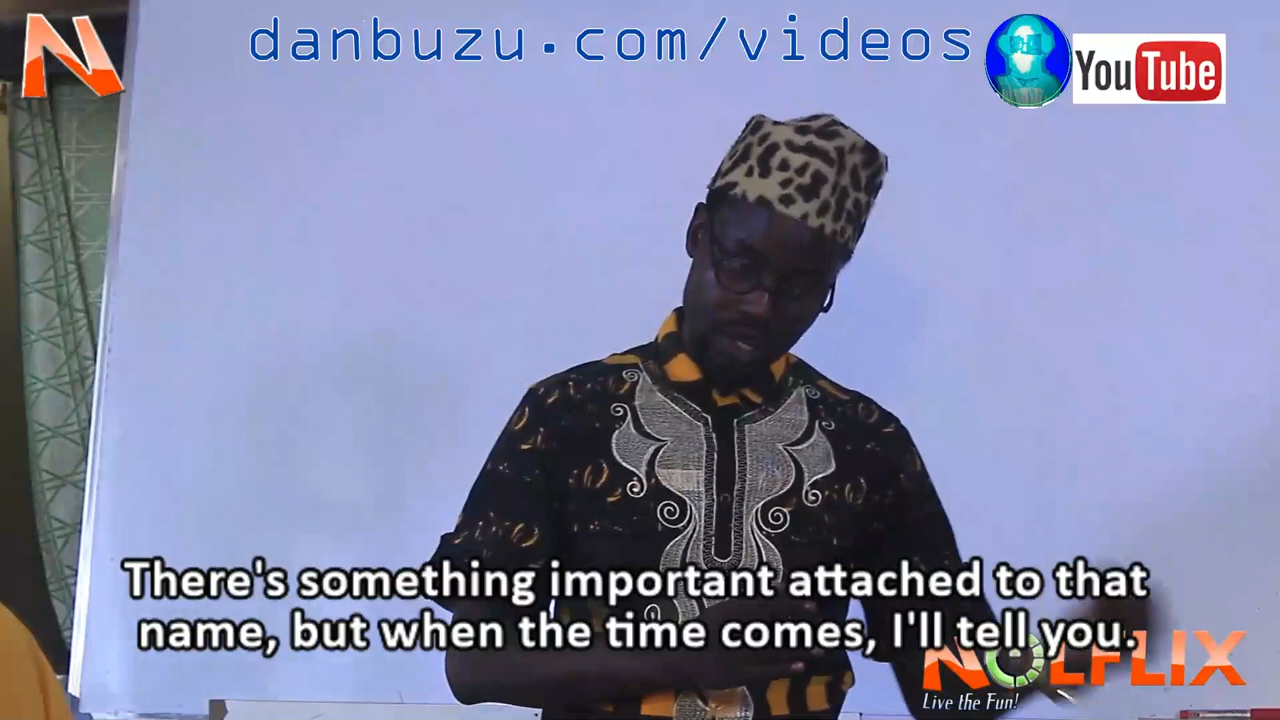 N
danbuzu.com/videos
YouTube
There's something important attached to that
name, but when the time comes, I'll tell you.
NOLFLIX
Live the Fun!